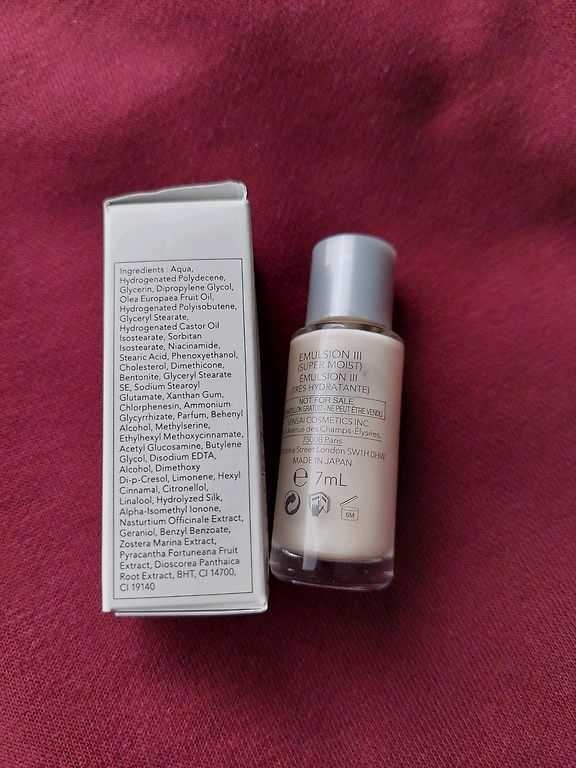 Ingredients : Aqua,
Hydrogenated Polydecene,
Glycerin, Dipropylene Glycol,
Olea Europaea Fruit Oil,
Hydrogenated Polyisobutene,
Glyceryl Stearate,
Hydrogenated Castor Oil
Isostearate, Sorbitan
Isostearate, Niacinamide,
Stearic Acid, Phenoxyethanol,
Cholesterol, Dimethicone,
Bentonite, Glyceryl Stearate
SE, Sodium Stearoyl
Glutamate, Xanthan Gum,
Chlorphenesin, Ammonium
Glycyrrhizate, Parfum, Behenyl
Alcohol, Methylserine,
Ethylhexyl Methoxycinnamate,
Acetyl Glucosamine, Butylene
Glycol, Disodium EDTA,
Alcohol, Dimethoxy
Di-p-Cresol, Limonene, Hexyl
Cinnamal, Citronellol,
Linalool, Hydrolyzed Silk,
Alpha-Isomethyl Ionone,
Nasturtium Officinale Extract,
Geraniol, Benzyl Benzoate,
Zostera Marina Extract,
Pyracantha Fortuneana Fruit
Extract, Dioscorea Panthaica
Root Extract, BHT, CI 14700,
CI 19140
EMULSION III
(SUPER MOIST)
EMULSION III
(TRÈS HYDRATANTE)
NOT FOR SALE
GRATUIT-NE PEUT ÊTRE VENDU
SENSAI COSMETICS INC.
Avenue des Champs-Élysées,
75008 Paris
Street London SW1H 0HW
MADE IN JAPAN
e 7mL
6M